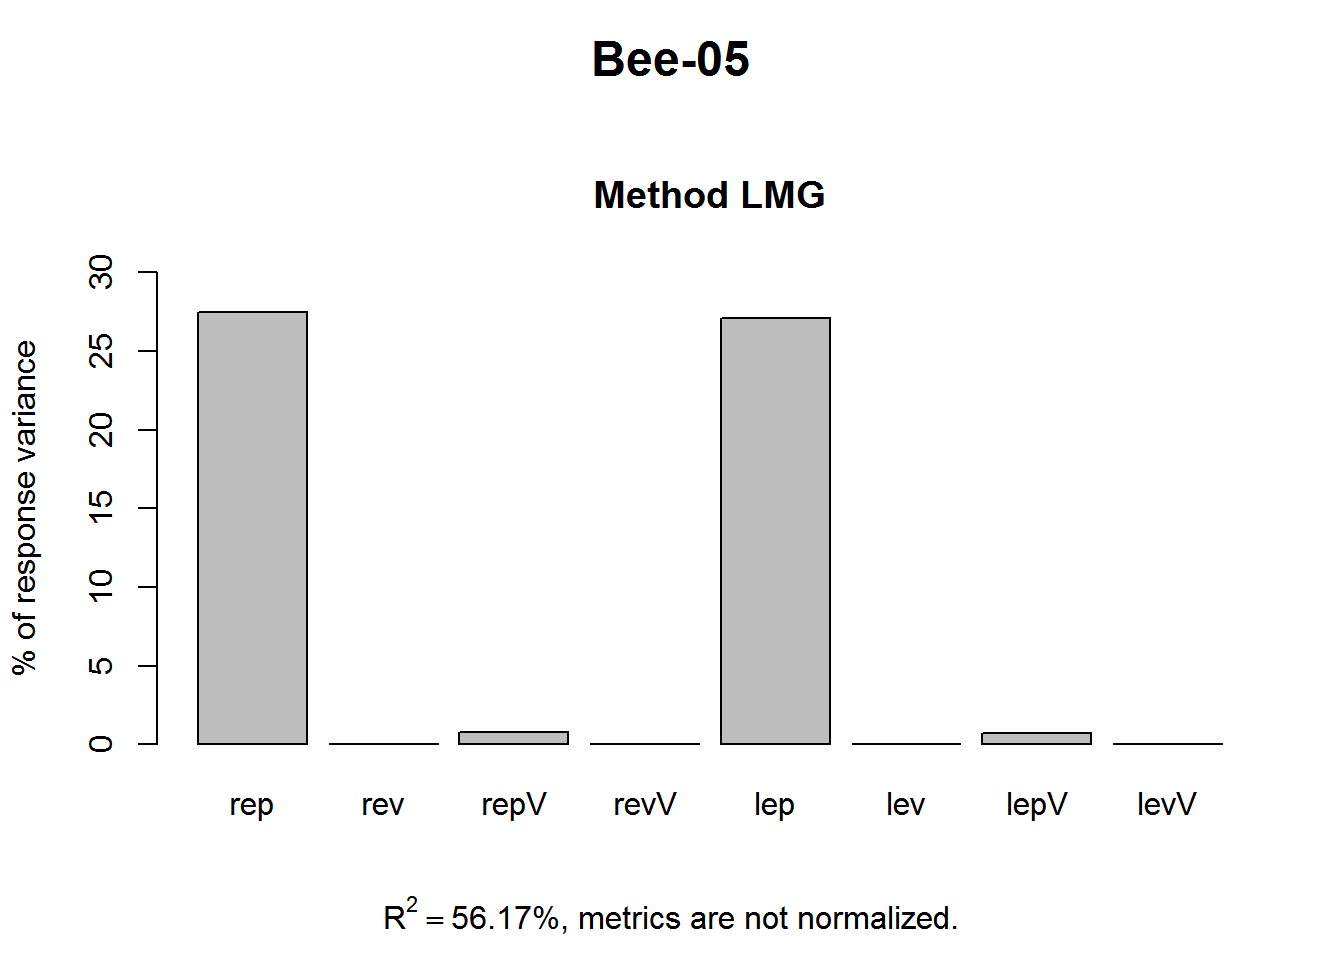 Bee-05
Method LMG
% of response variance
30
25
20
15
10
5
0
rep rev repV revV lep lev lepV levV
R² = 56.17%, metrics are not normalized.